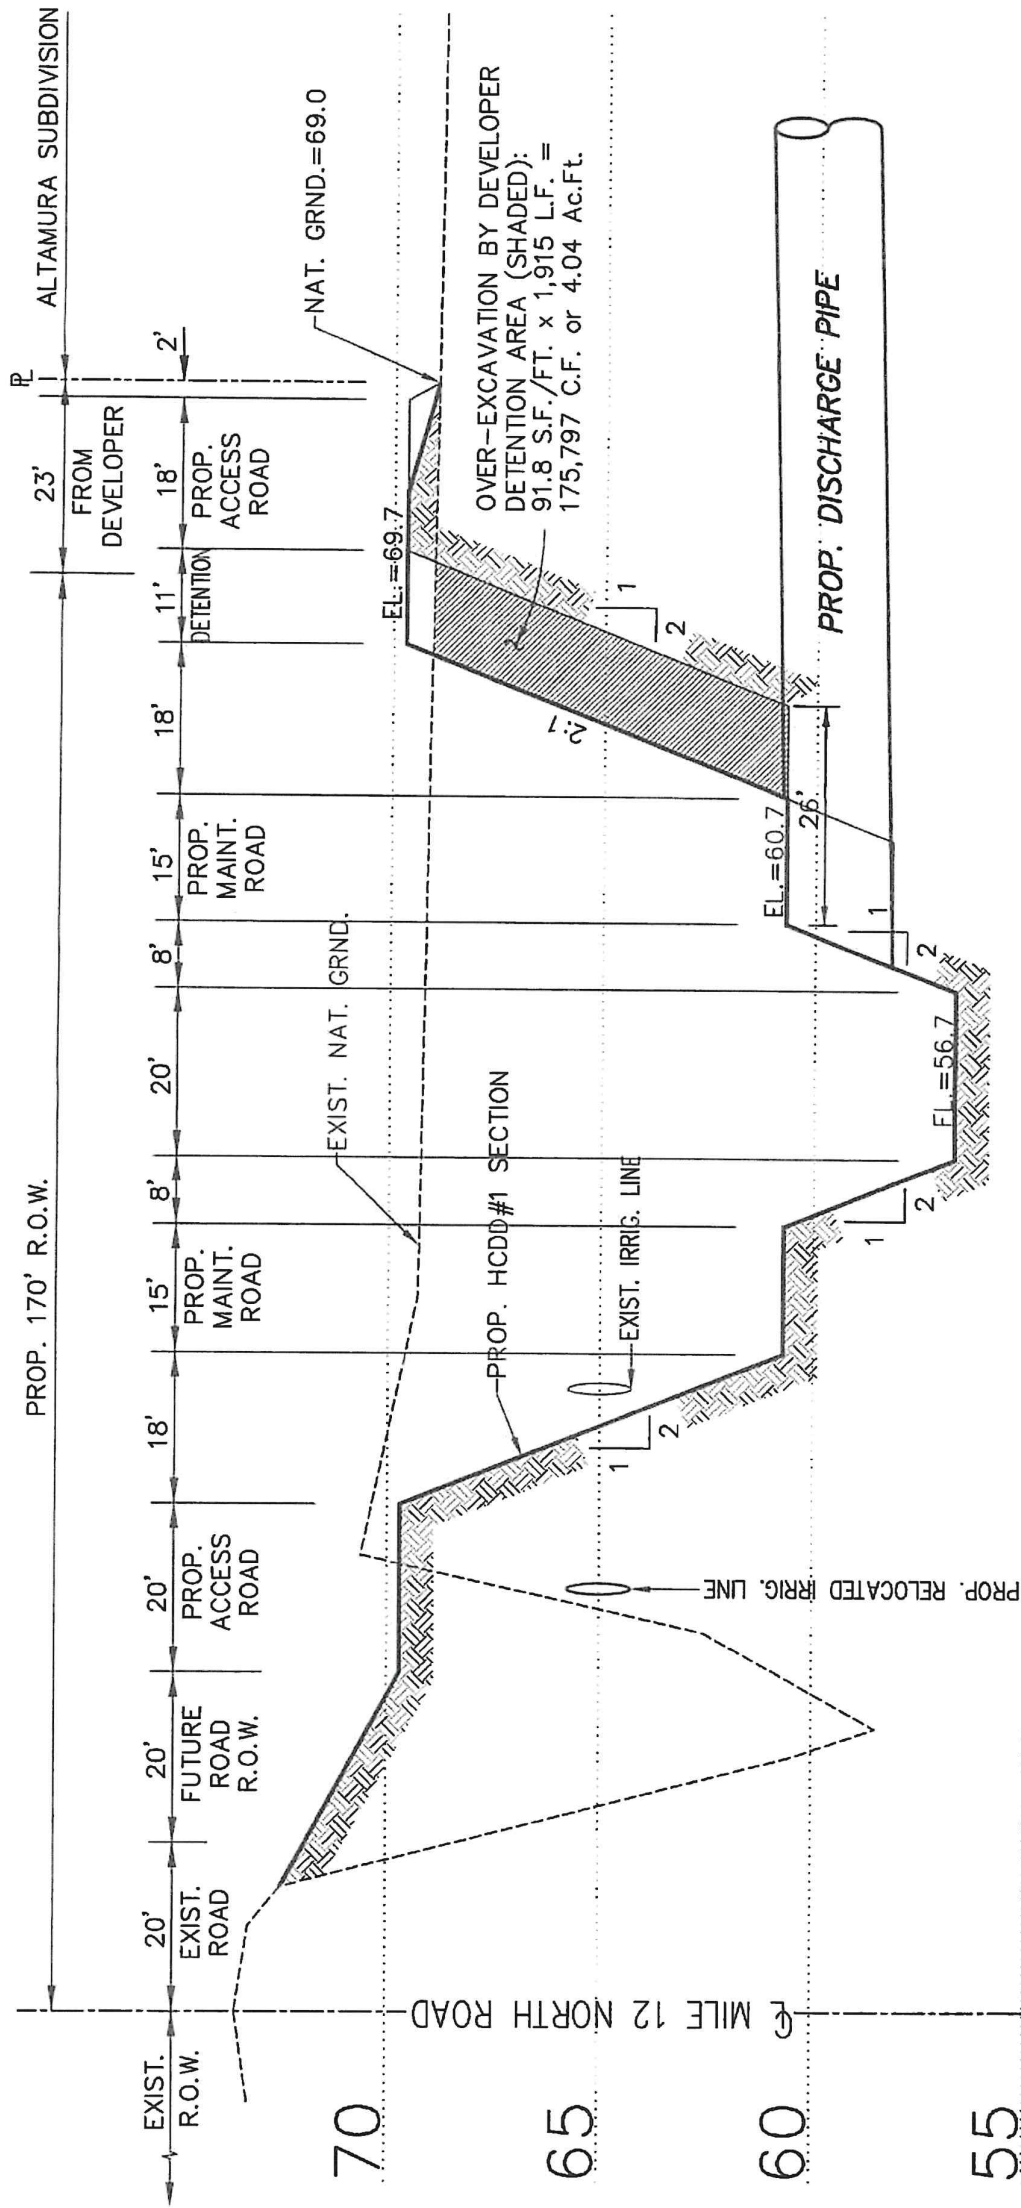 PROP. 170' R.O.W.
23'
FROM
DEVELOPER
℄
ALTAMURA SUBDIVISION
EXIST.
R.O.W.
20'
EXIST.
ROAD
20'
FUTURE
ROAD
R.O.W.
20'
PROP.
ACCESS
ROAD
18'
15'
PROP.
MAINT.
ROAD
8'
20'
8'
15'
PROP.
MAINT.
ROAD
18'
11'
DETENTION
18'
PROP.
ACCESS
ROAD
2'
NAT. GRND.=69.0
EL.=69.7
EXIST. NAT. GRND.
OVER-EXCAVATION BY DEVELOPER
DETENTION AREA (SHADED):
91.8 S.F./FT. x 1,915 L.F. =
175,797 C.F. or 4.04 Ac.Ft.
2:1
1
2
PROP. HCDD#1 SECTION
EXIST. IRRIG. LINE
1
2
PROP. RELOCATED IRRIG. LINE
EL.=60.7
26'
PROP. DISCHARGE PIPE
1
2
1
2
FL.=56.7
℄ MILE 12 NORTH ROAD
70
65
60
55